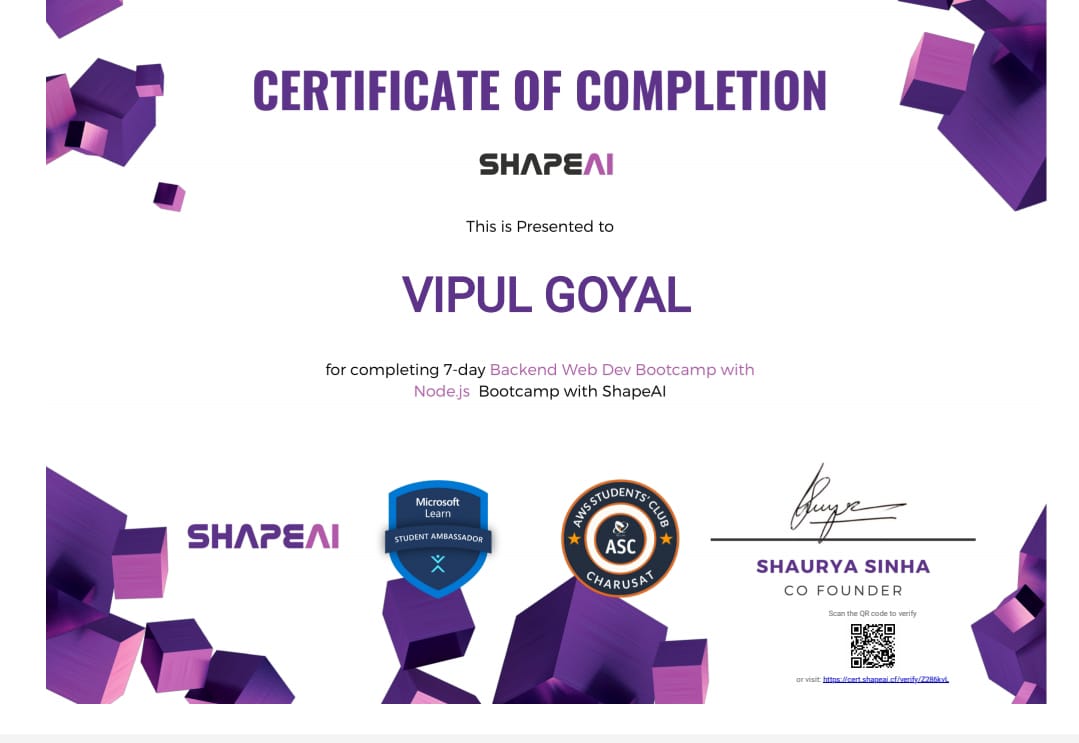 CERTIFICATE OF COMPLETION
SHAPEAI
This is Presented to
VIPUL GOYAL
for completing 7-day Backend Web Dev Bootcamp with
Node.js Bootcamp with ShapeAI
SHAPEAI
Microsoft
Learn
STUDENT AMBASSADOR
AWS STUDENTS' CLUB
ASC
CHARUSAT
SHAURYA SINHA
CO FOUNDER
Scan the QR code to verify
or visit: https://cert.shapeai.cf/verify/Z286kvL